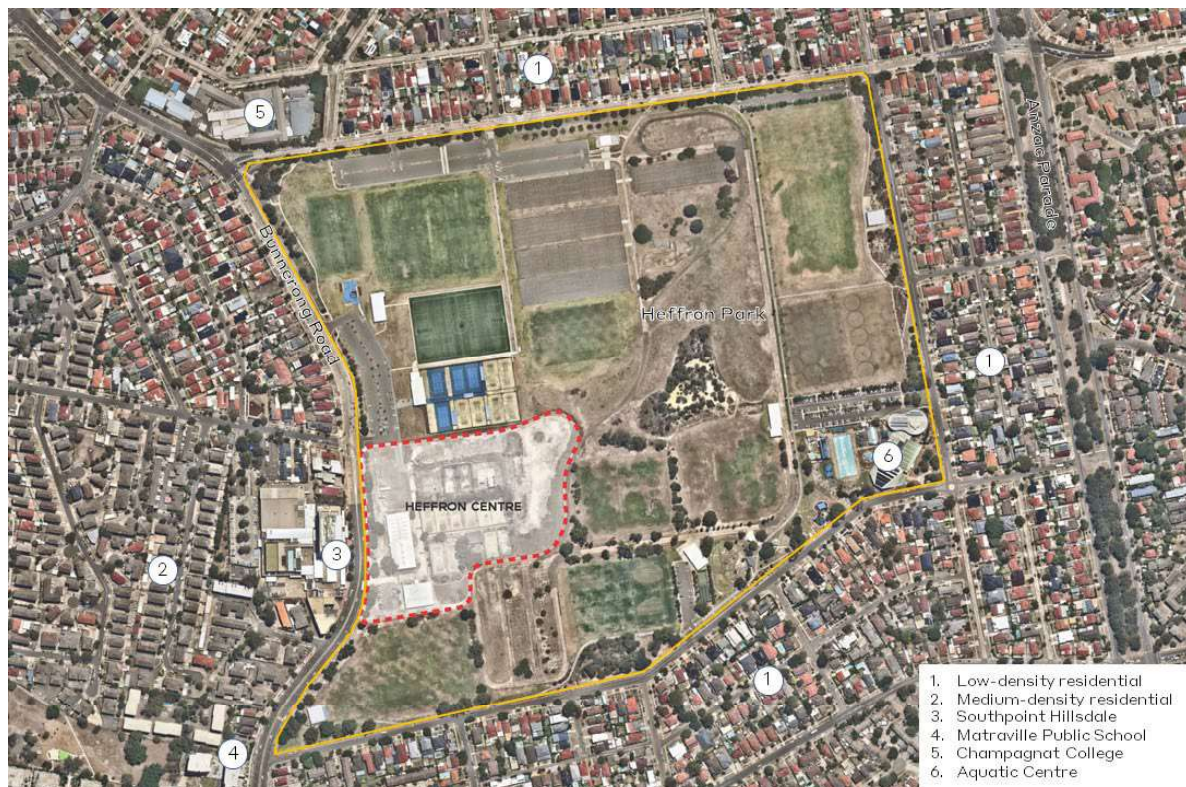 1
5
Anzac Parade
Bunnerong Road
Heffron Park
1
6
HEFFRON CENTRE
3
2
1
4
1. Low-density residential
2. Medium-density residential
3. Southpoint Hillsdale
4. Matraville Public School
5. Champagnat College
6. Aquatic Centre